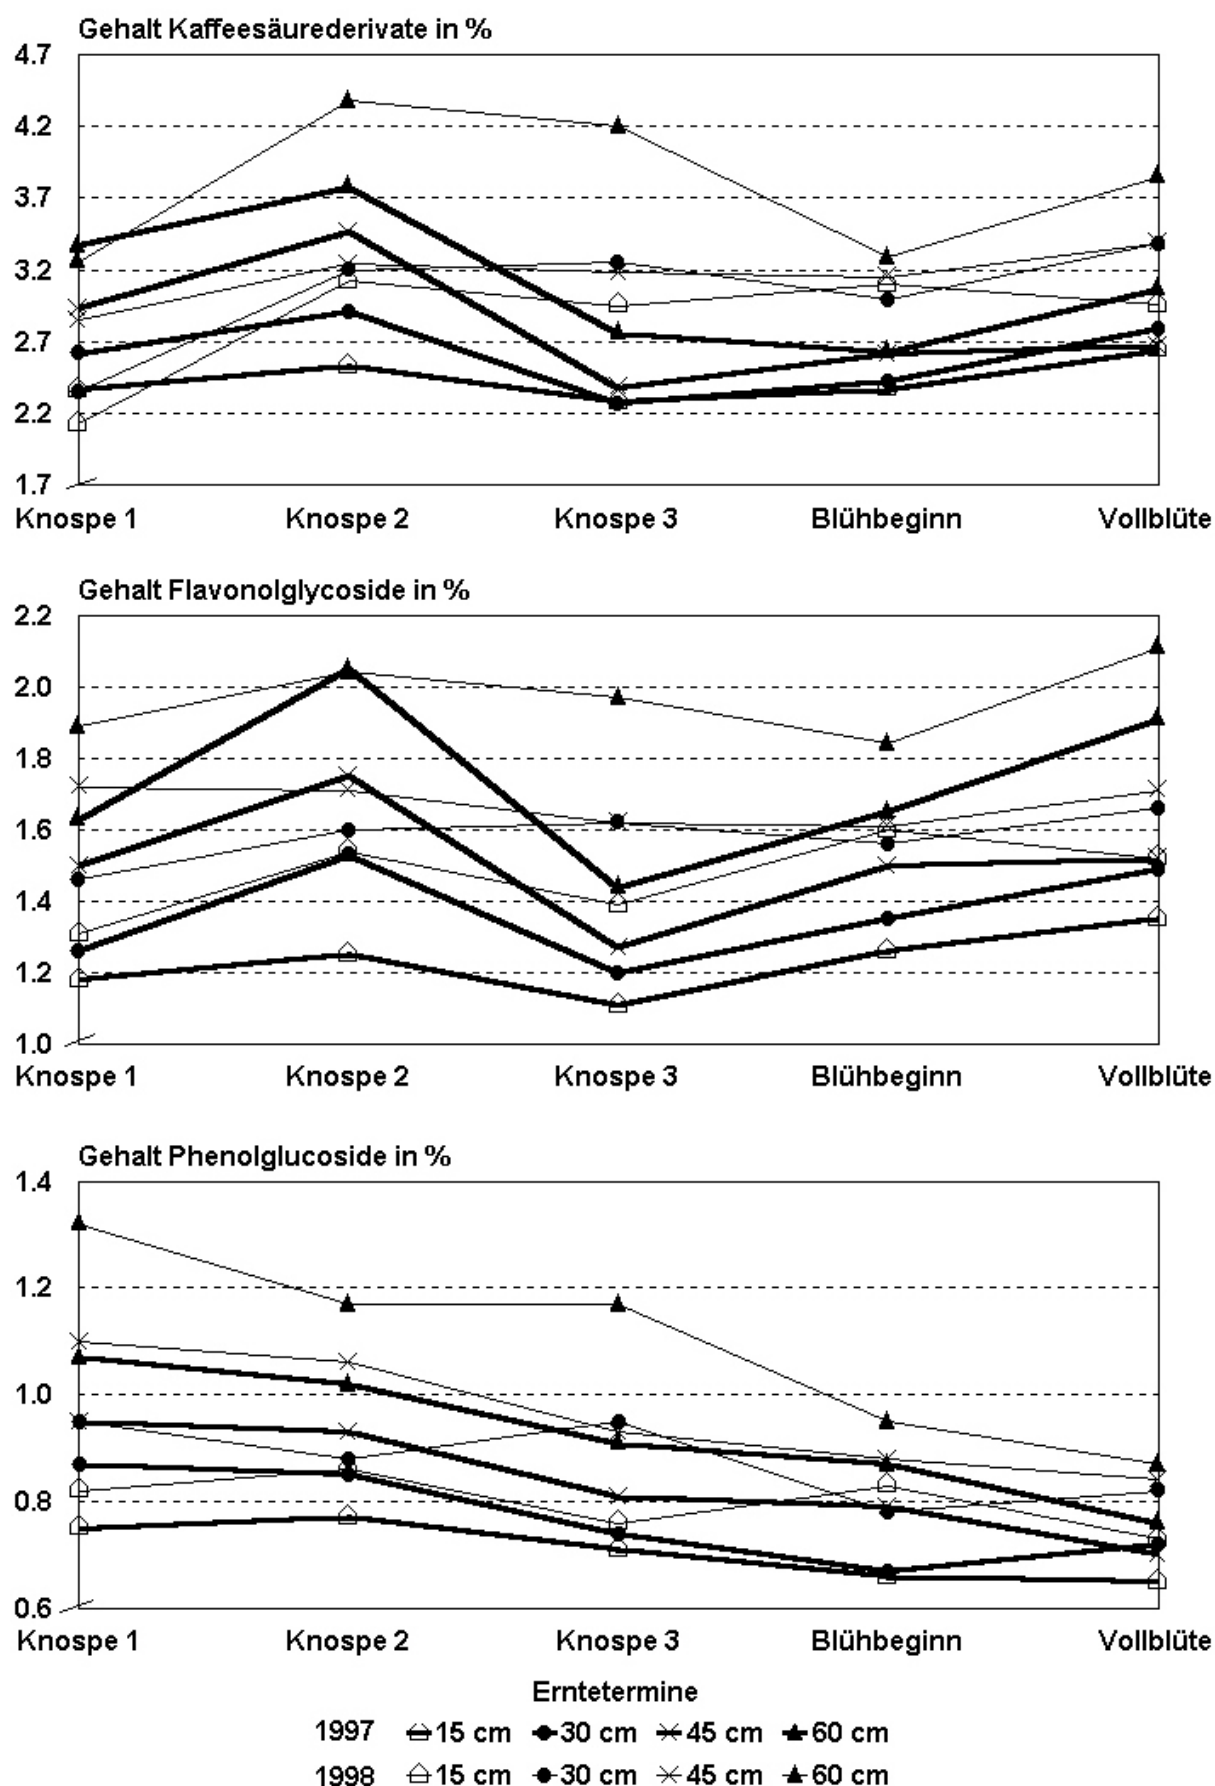 Gehalt Kaffeesäurederivate in %
4.7
4.2
3.7
3.2
2.7
2.2
1.7
Knospe 1 Knospe 2 Knospe 3 Blühbeginn Vollblüte
Gehalt Flavonolglycoside in %
2.2
2.0
1.8
1.6
1.4
1.2
1.0
Knospe 1 Knospe 2 Knospe 3 Blühbeginn Vollblüte
Gehalt Phenolglucoside in %
1.4
1.2
1.0
0.8
0.6
Knospe 1 Knospe 2 Knospe 3 Blühbeginn Vollblüte
Erntetermine
1997 15 cm 30 cm 45 cm 60 cm
1998 15 cm 30 cm 45 cm 60 cm